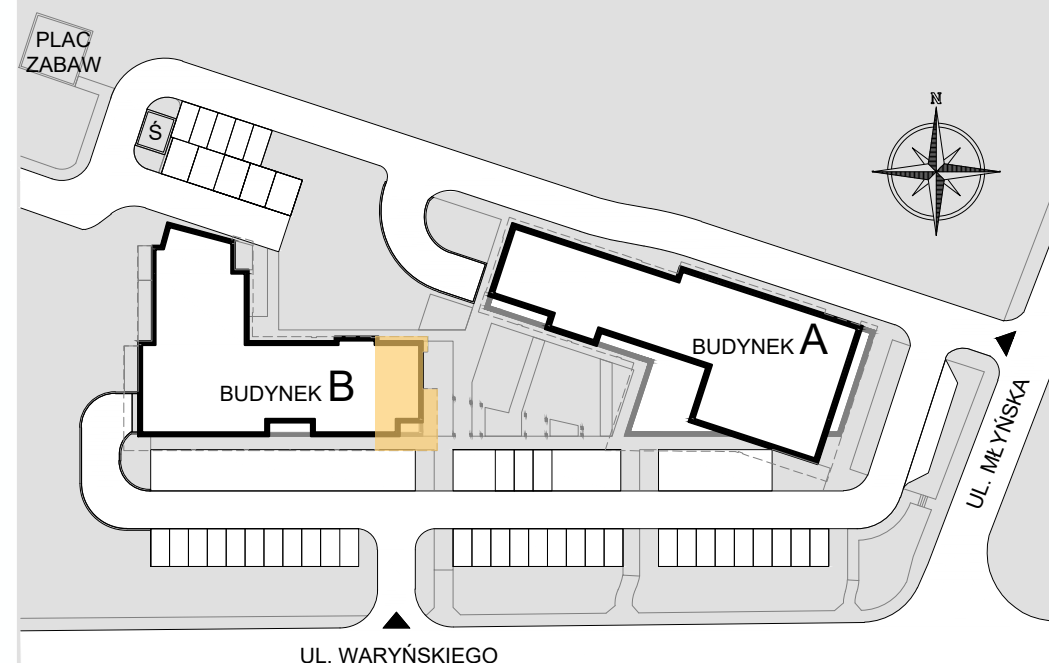 PLAC
ZABAW
Ś
N
BUDYNEK A
BUDYNEK B
UL. MŁYŃSKA
UL. WARYŃSKIEGO